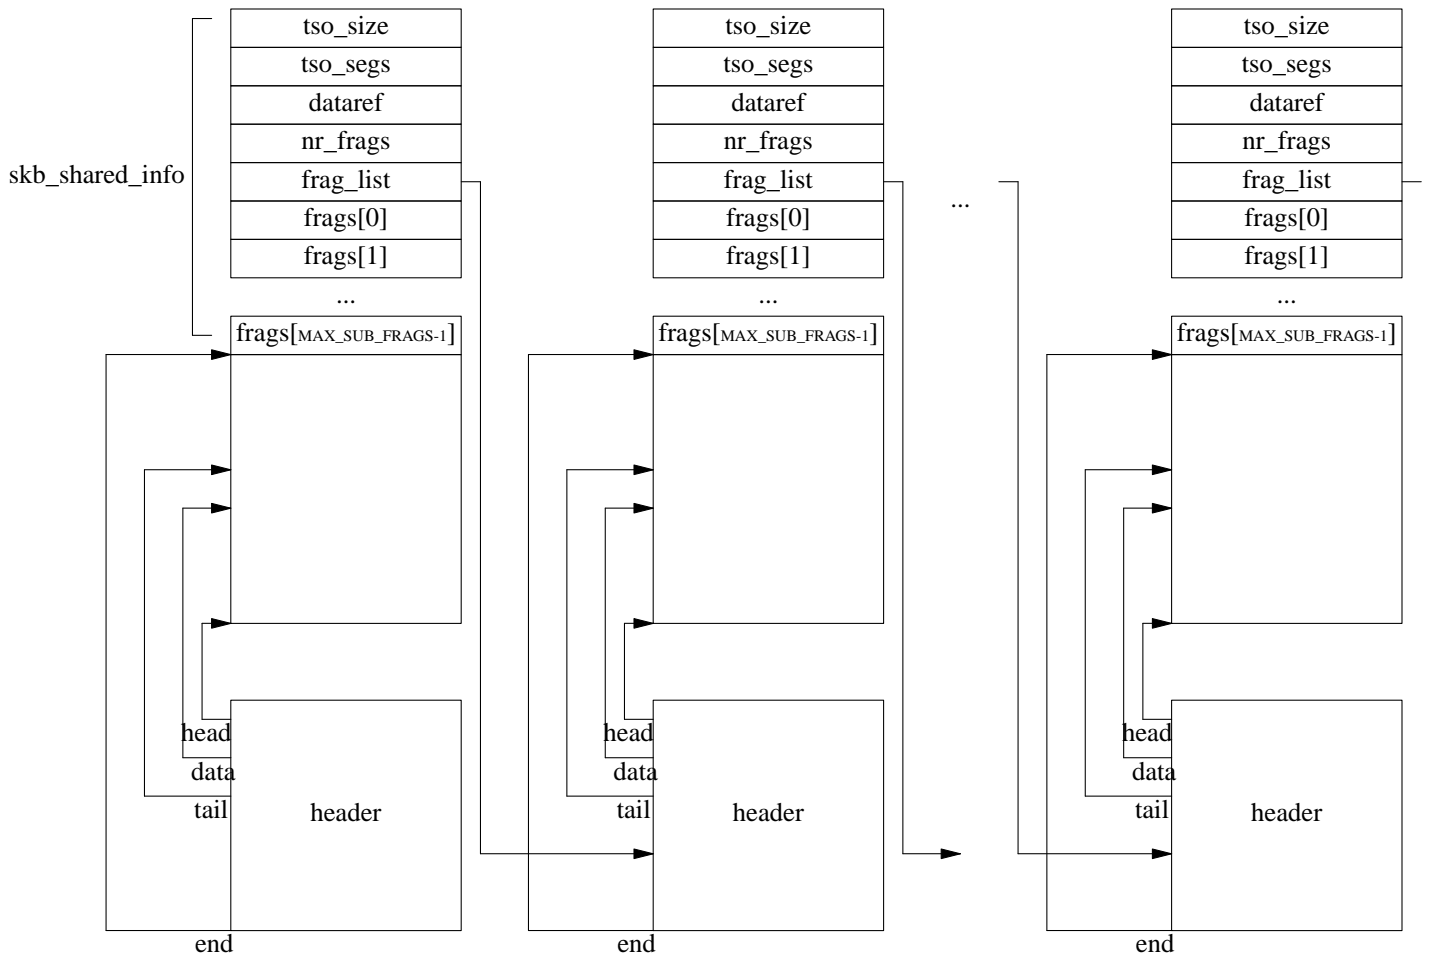 tso_size tso_size tso_size
tso_segs tso_segs tso_segs
dataref dataref dataref
nr_frags nr_frags nr_frags
skb_shared_info frag_list frag_list frag_list
...
frags[0] frags[0] frags[0]
frags[1] frags[1] frags[1]
... ... ...
frags[MAX_SUB_FRAGS-1] frags[MAX_SUB_FRAGS-1] frags[MAX_SUB_FRAGS-1]
head head head
data data data
tail header tail header tail header
end end end